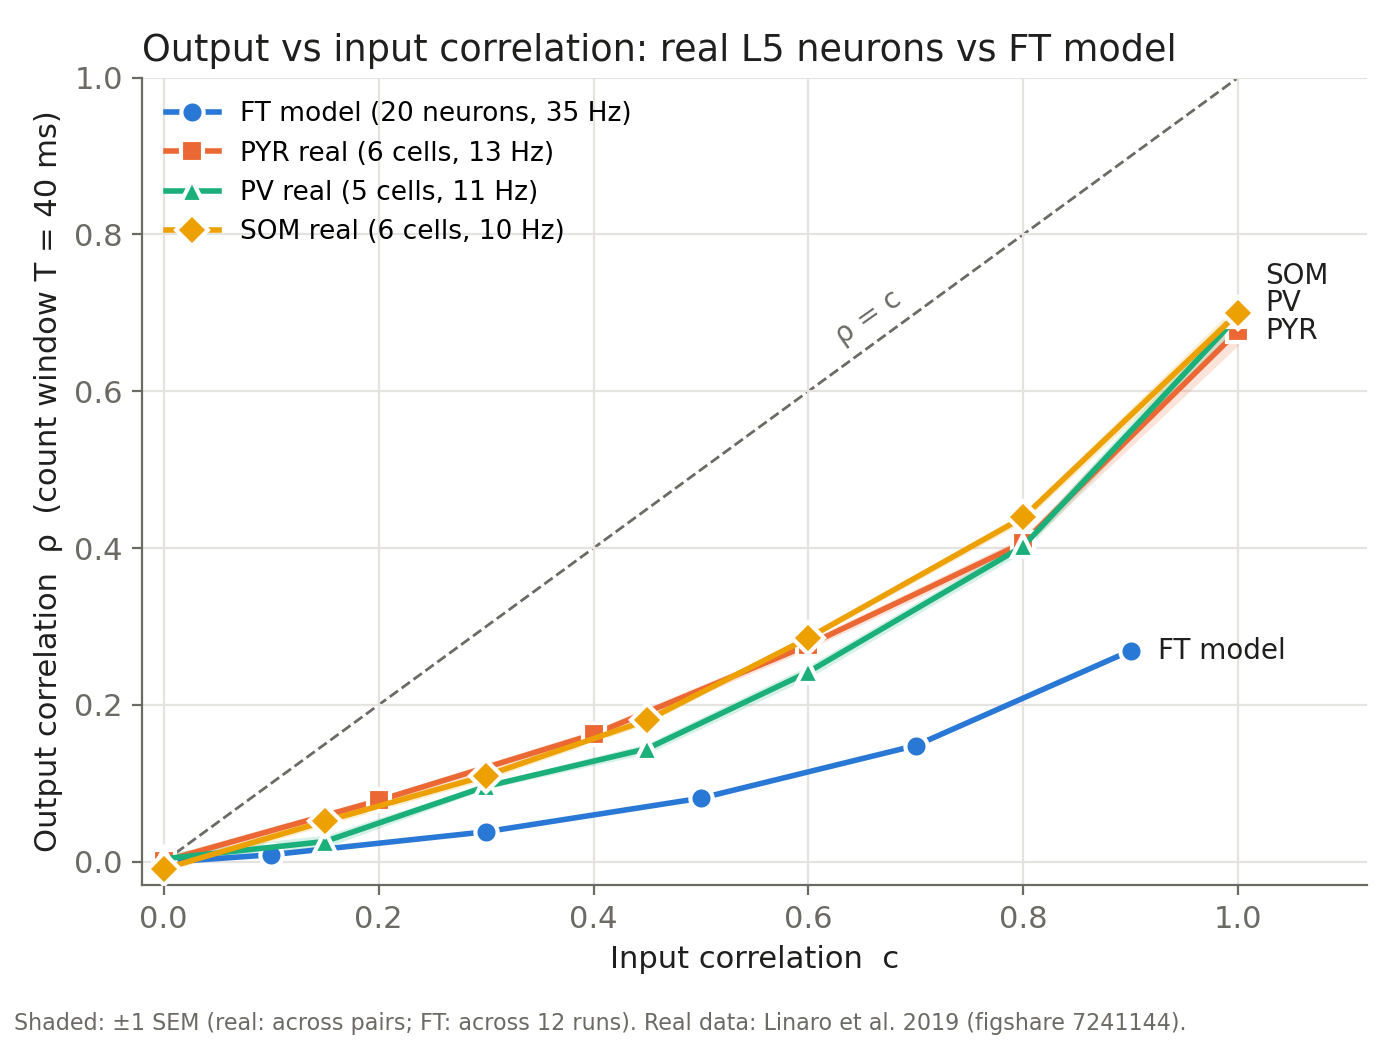 Output vs input correlation: real L5 neurons vs FT model
Output correlation ρ (count window T = 40 ms)
1.0
0.8
0.6
0.4
0.2
0.0
FT model (20 neurons, 35 Hz)
PYR real (6 cells, 13 Hz)
PV real (5 cells, 11 Hz)
SOM real (6 cells, 10 Hz)
ρ = c
SOM
PV
PYR
FT model
0.0 0.2 0.4 0.6 0.8 1.0
Input correlation c
Shaded: ±1 SEM (real: across pairs; FT: across 12 runs). Real data: Linaro et al. 2019 (figshare 7241144).